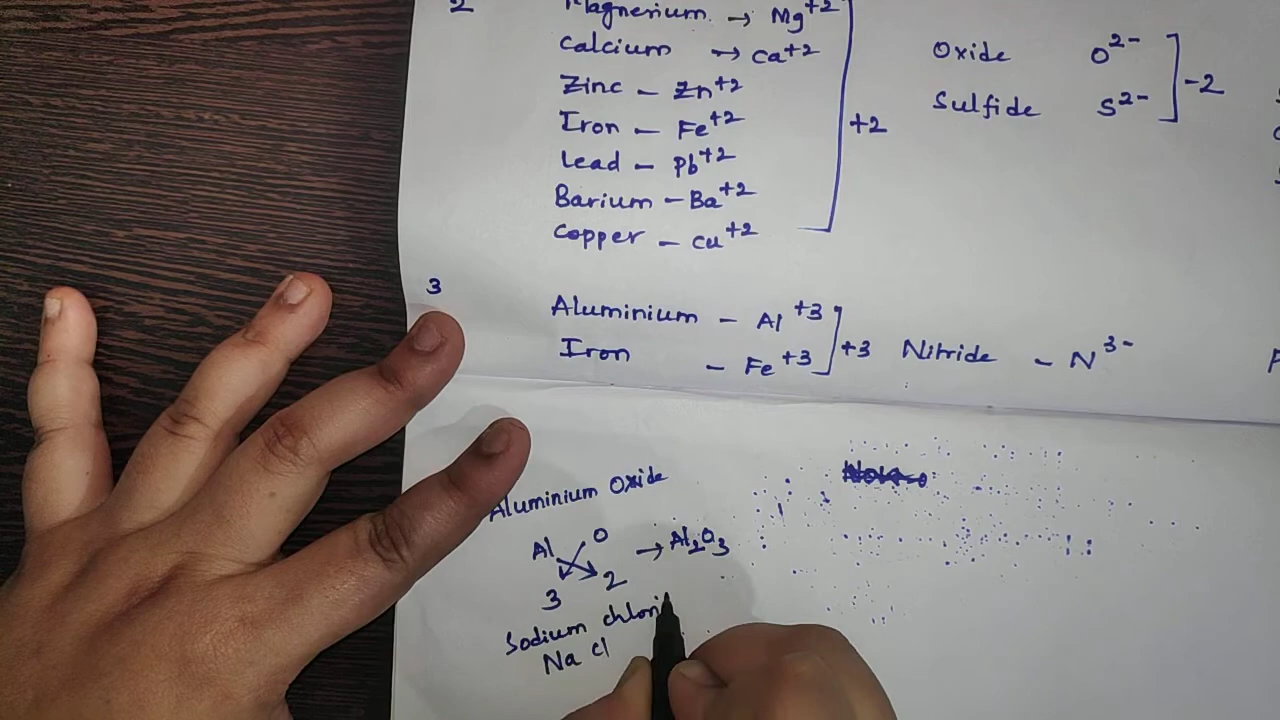 2 Magnesium → Mg+2
Calcium → Ca+2
Zinc - Zn+2
Iron - Fe+2
Lead - Pb+2
Barium - Ba+2
Copper - Cu+2
+2
Oxide O2-
Sulfide S2-
-2
3
Aluminium - Al+3
Iron - Fe+3
+3
Nitride - N3-
Aluminium Oxide
Al O → Al2O3
3 2
Sodium chlori
Na Cl